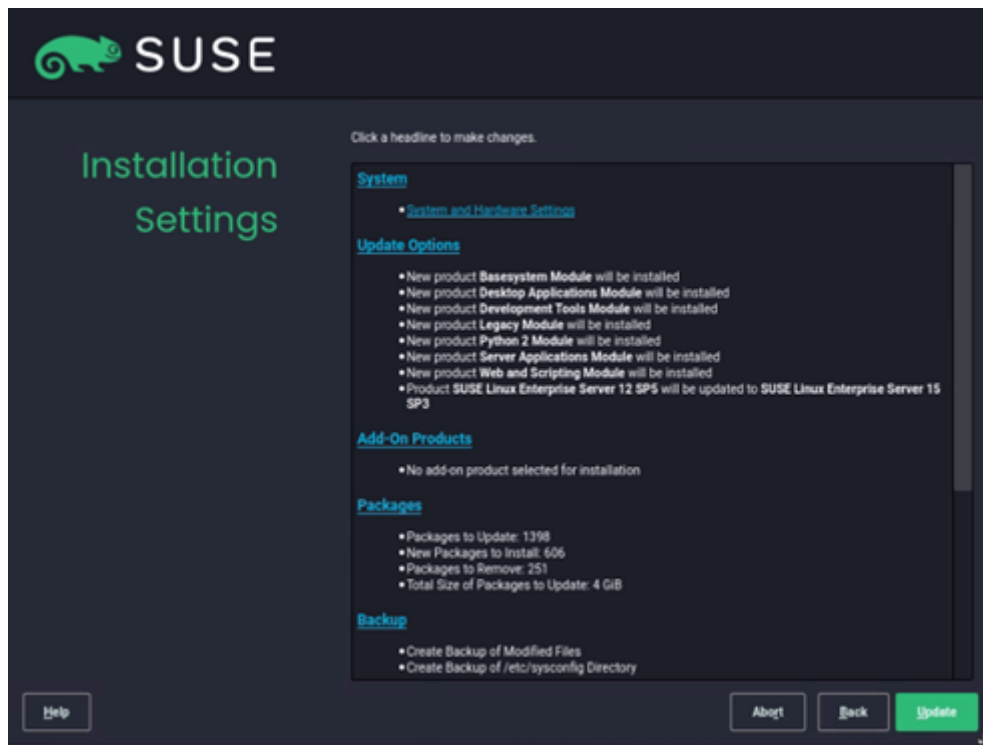 SUSE
Installation
Settings
Click a headline to make changes.
System
• System and Hardware Settings
Update Options
• New product Basesystem Module will be installed
• New product Desktop Applications Module will be installed
• New product Development Tools Module will be installed
• New product Legacy Module will be installed
• New product Python 2 Module will be installed
• New product Server Applications Module will be installed
• New product Web and Scripting Module will be installed
• Product SUSE Linux Enterprise Server 12 SP5 will be updated to SUSE Linux Enterprise Server 15
SP3
Add-On Products
• No add-on product selected for installation
Packages
• Packages to Update: 1398
• New Packages to Install: 606
• Packages to Remove: 251
• Total Size of Packages to Update: 4 GiB
Backup
• Create Backup of Modified Files
• Create Backup of /etc/sysconfig Directory
Help
Abort
Back
Update